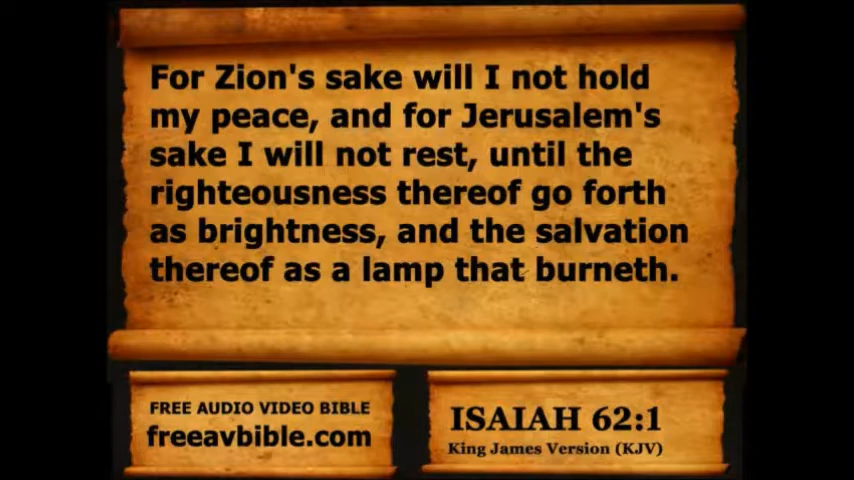 For Zion's sake will I not hold
my peace, and for Jerusalem's
sake I will not rest, until the
righteousness thereof go forth
as brightness, and the salvation
thereof as a lamp that burneth.
FREE AUDIO VIDEO BIBLE
freeavbible.com
ISAIAH 62:1
King James Version (KJV)